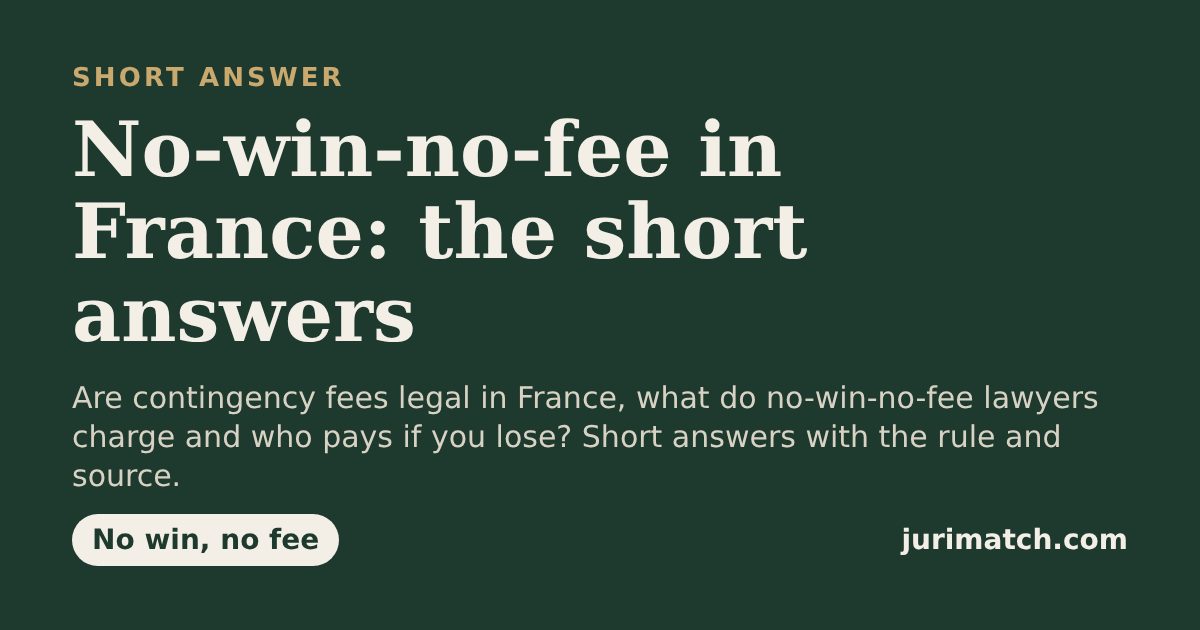 SHORT ANSWER
No-win-no-fee in
France: the short
answers
Are contingency fees legal in France, what do no-win-no-fee lawyers
charge and who pays if you lose? Short answers with the rule and
source.
No win, no fee
jurimatch.com